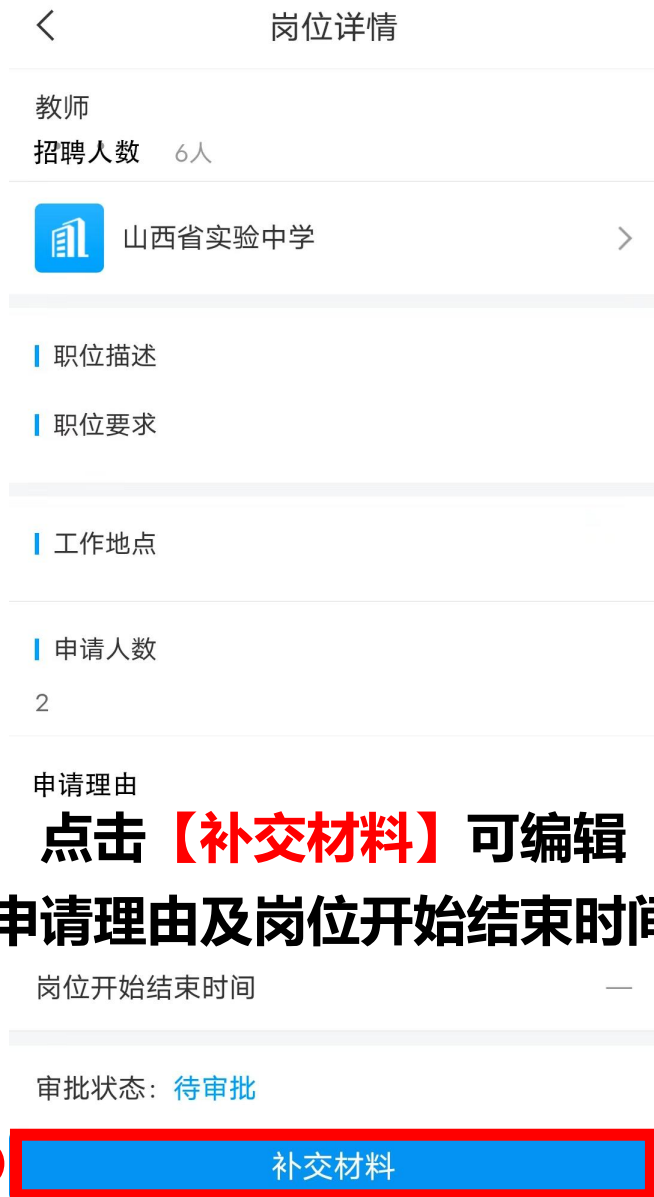 岗位详情
教师
招聘人数 6人
山西省实验中学
职位描述
职位要求
工作地点
申请人数
2
申请理由
点击【补交材料】可编辑
申请理由及岗位开始结束时间
岗位开始结束时间 —
审批状态：待审批
补交材料